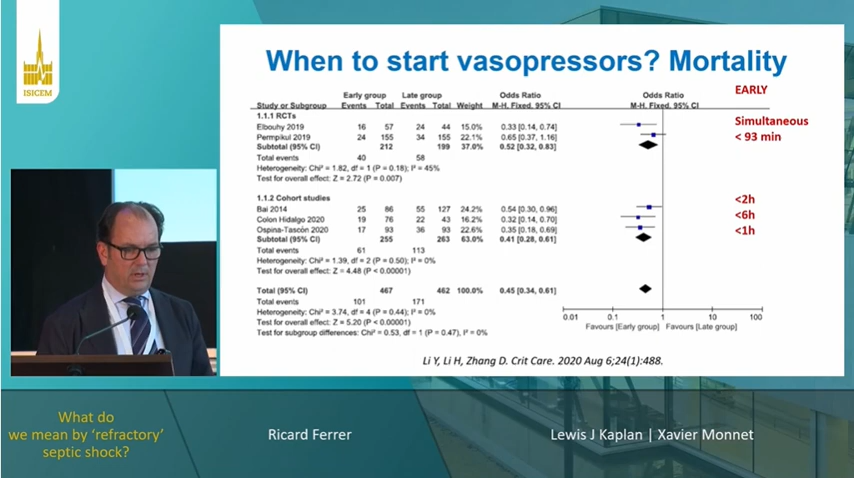 ISICEM
When to start vasopressors? Mortality
Early group Late group Odds Ratio Odds Ratio EARLY
Study or Subgroup Events Total Events Total Weight M-H. Fixed. 95% CI M-H. Fixed. 95% CI
1.1.1 RCTs
Elbouhy 2019 16 57 24 44 14.9% 0.33 [0.14, 0.74] Simultaneous
Permpikul 2019 24 155 34 155 22.1% 0.65 [0.37, 1.16] < 93 min
Subtotal (95% CI) 212 199 37.0% 0.52 [0.32, 0.83]
Total events 40 58
Heterogeneity: Chi² = 1.82, df = 1 (P = 0.18); I² = 45%
Test for overall effect: Z = 2.72 (P = 0.007)
1.1.2 Cohort studies
Bai 2014 25 86 55 127 24.2% 0.54 [0.30, 0.96] <2h
Colon Hidalgo 2020 19 76 22 43 16.2% 0.32 [0.14, 0.70] <6h
Ospina-Tascón 2020 17 93 36 93 22.6% 0.35 [0.18, 0.69] <1h
Subtotal (95% CI) 255 263 63.0% 0.41 [0.28, 0.61]
Total events 61 113
Heterogeneity: Chi² = 1.39, df = 2 (P = 0.50); I² = 0%
Test for overall effect: Z = 4.48 (P < 0.00001)
Total (95% CI) 467 462 100.0% 0.45 [0.34, 0.61]
Total events 101 171
Heterogeneity: Chi² = 3.74, df = 4 (P = 0.44); I² = 0%
Test for overall effect: Z = 5.20 (P < 0.00001)
Test for subgroup differences: Chi² = 0.53, df = 1 (P = 0.47), I² = 0%
0.01 0.1 1 10 100
Favours [Early group] Favours [Late group]
Li Y, Li H, Zhang D. Crit Care. 2020 Aug 6;24(1):488.
What do
we mean by ‘refractory’
septic shock?
Ricard Ferrer
Lewis J Kaplan | Xavier Monnet